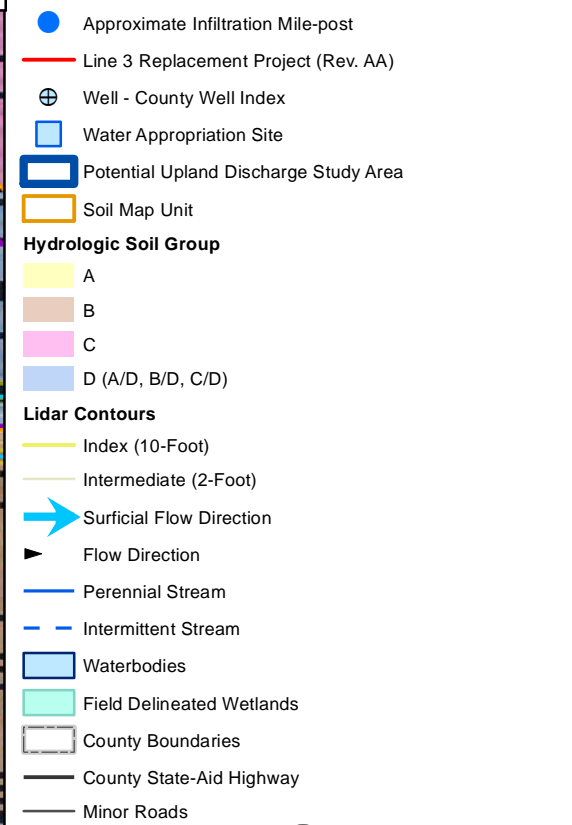 Approximate Infiltration Mile-post
Line 3 Replacement Project (Rev. AA)
Well - County Well Index
Water Appropriation Site
Potential Upland Discharge Study Area
Soil Map Unit
Hydrologic Soil Group
A
B
C
D (A/D, B/D, C/D)
Lidar Contours
Index (10-Foot)
Intermediate (2-Foot)
Surficial Flow Direction
Flow Direction
Perennial Stream
Intermittent Stream
Waterbodies
Field Delineated Wetlands
County Boundaries
County State-Aid Highway
Minor Roads